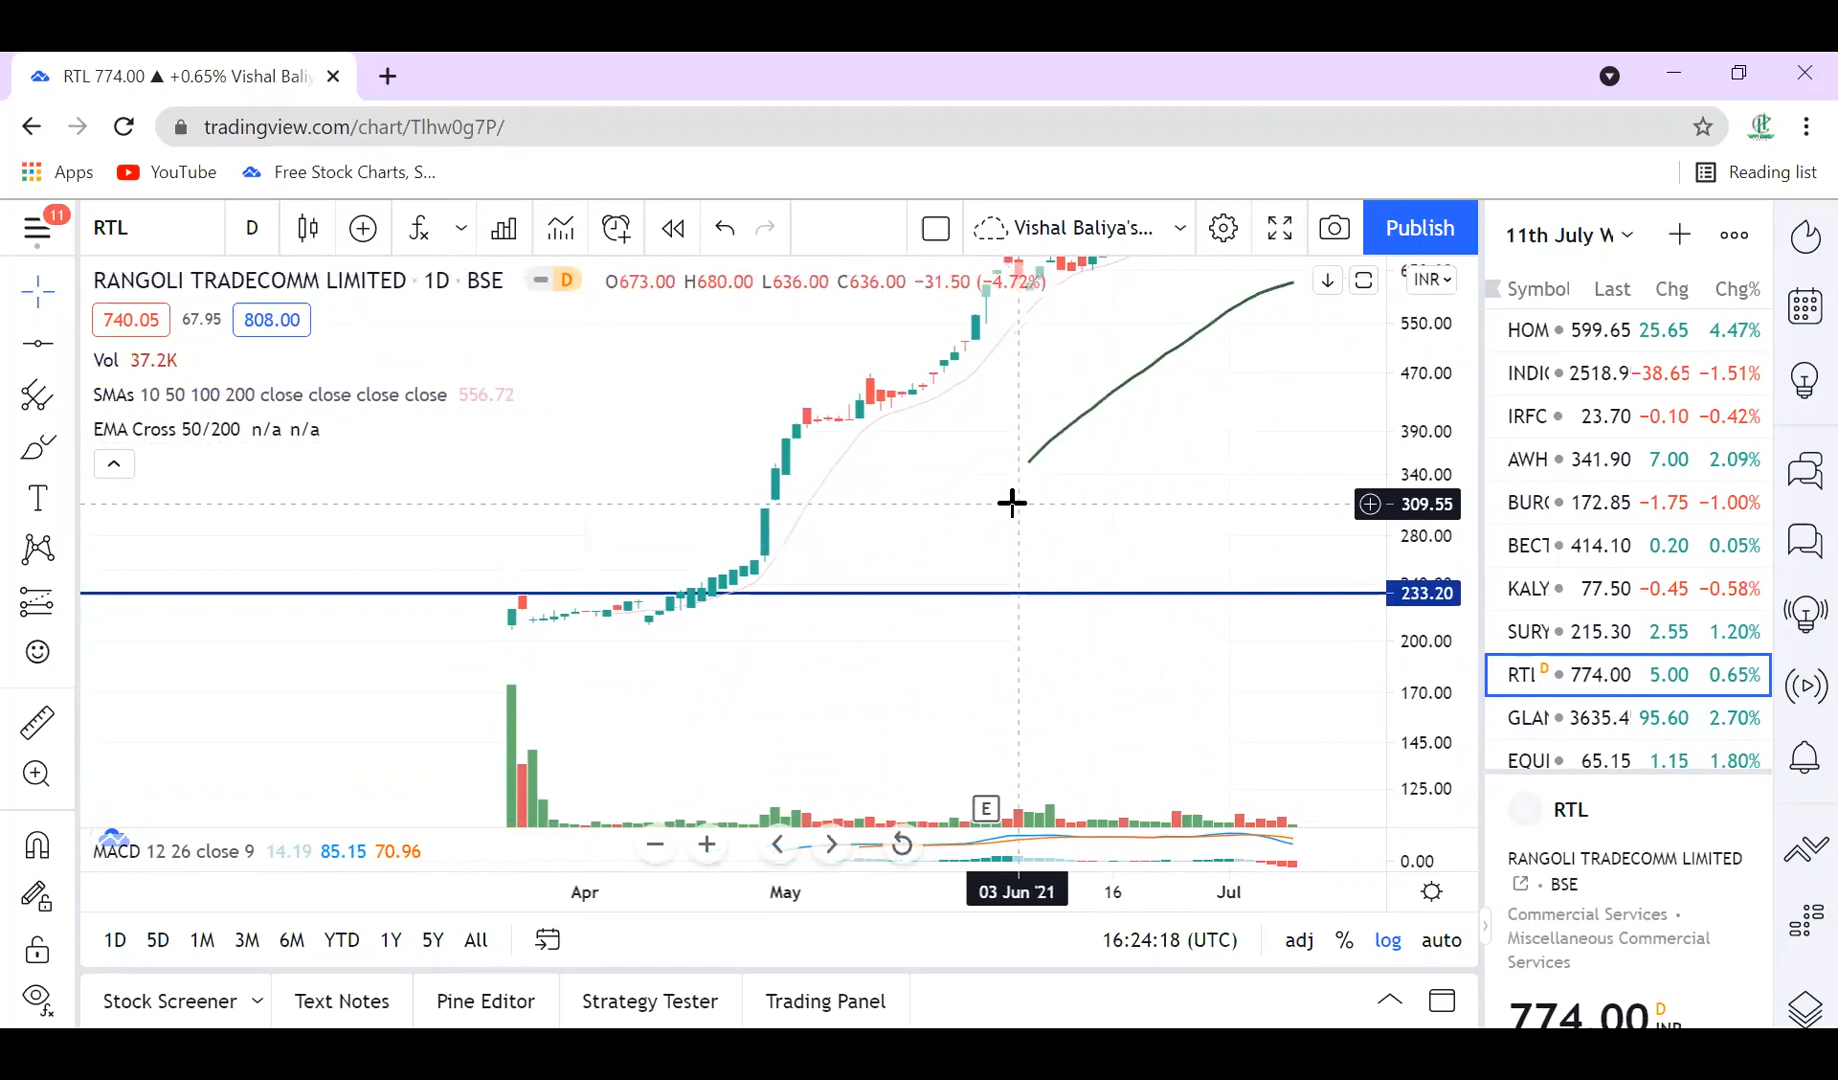 RTL 774.00 ▲ +0.65% Vishal Bali
tradingview.com/chart/Tlhw0g7P/
Apps YouTube Free Stock Charts, S... Reading list
11
RTL D Vishal Baliya's... Publish 11th July W
RANGOLI TRADECOMM LIMITED · 1D · BSE D O673.00 H680.00 L636.00 C636.00 −31.50 (−4.72%) INR
740.05 67.95 808.00
Vol 37.2K
SMAs 10 50 100 200 close close close close 556.72
EMA Cross 50/200 n/a n/a
550.00
470.00
390.00
340.00
309.55
280.00
233.20
200.00
170.00
145.00
125.00
E
MACD 12 26 close 9 14.19 85.15 70.96
0.00
Apr May 03 Jun '21 16 Jul
1D 5D 1M 3M 6M YTD 1Y 5Y All 16:24:18 (UTC) adj % log auto
Stock Screener Text Notes Pine Editor Strategy Tester Trading Panel
Symbol Last Chg Chg%
HOM 599.65 25.65 4.47%
INDI 2518.9 −38.65 −1.51%
IRFC 23.70 −0.10 −0.42%
AWH 341.90 7.00 2.09%
BUR 172.85 −1.75 −1.00%
BECT 414.10 0.20 0.05%
KALY 77.50 −0.45 −0.58%
SURY 215.30 2.55 1.20%
RTL D 774.00 5.00 0.65%
GLAN 3635.4 95.60 2.70%
EQUI 65.15 1.15 1.80%
RTL
RANGOLI TRADECOMM LIMITED
· BSE
Commercial Services •
Miscellaneous Commercial
Services
774.00 D INR